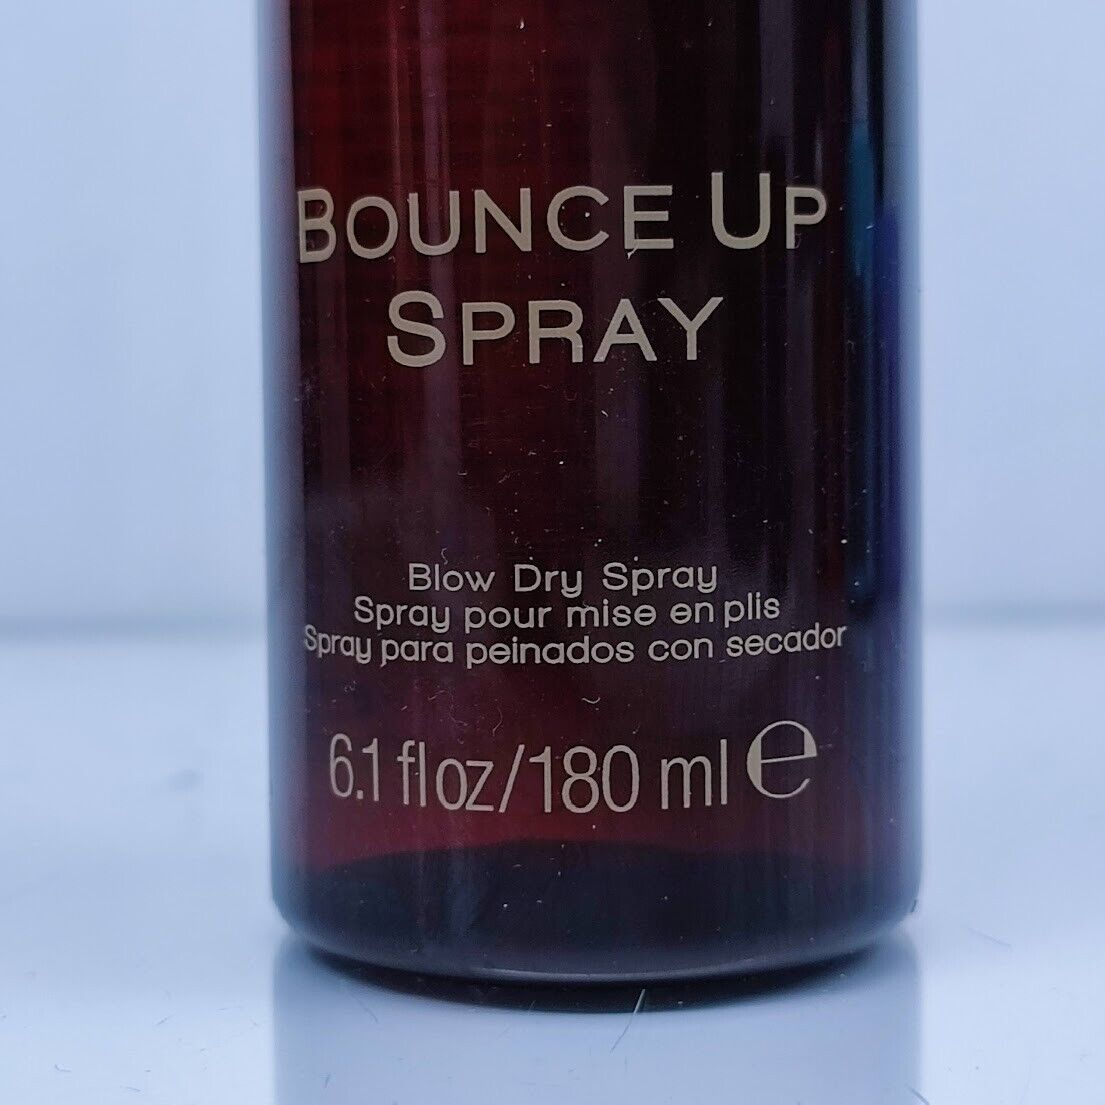 BOUNCE UP
SPRAY
Blow Dry Spray
Spray pour mise en plis
Spray para peinados con secador
6.1 fl oz/180 ml ℮